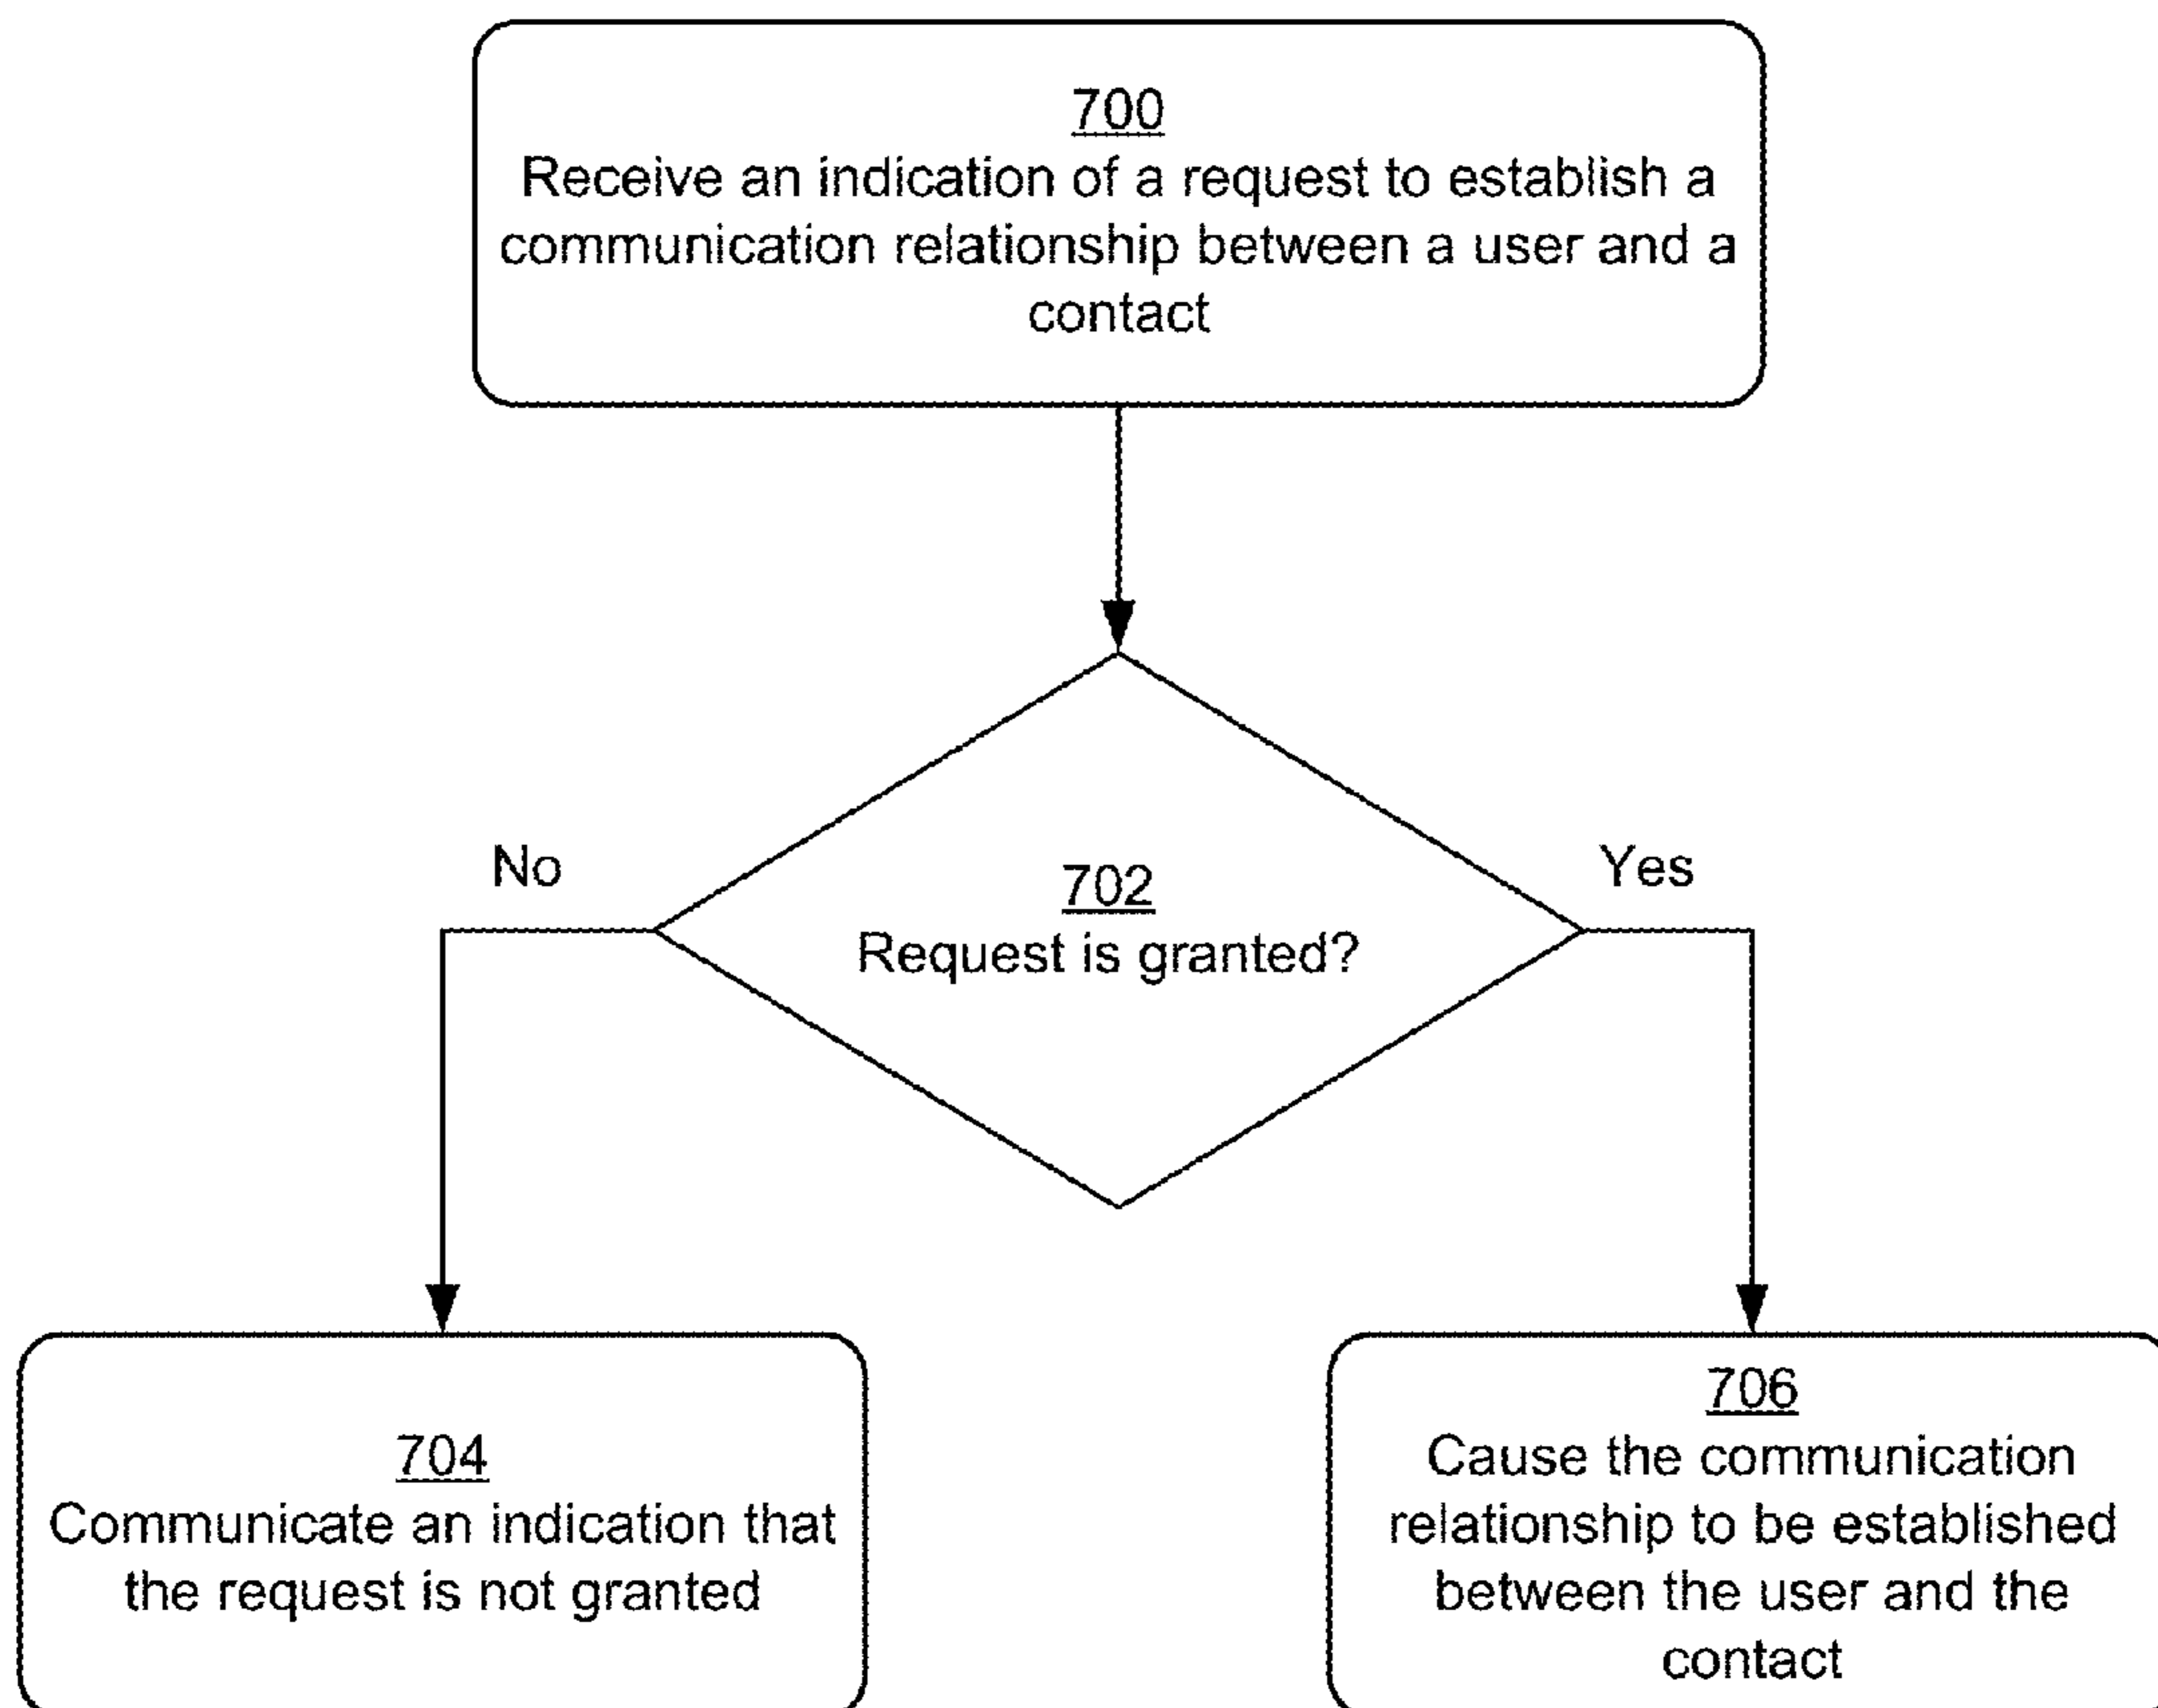 700
Receive an indication of a request to establish a
communication relationship between a user and a
contact
No
702
Request is granted?
Yes
704
Communicate an indication that
the request is not granted
706
Cause the communication
relationship to be established
between the user and the
contact